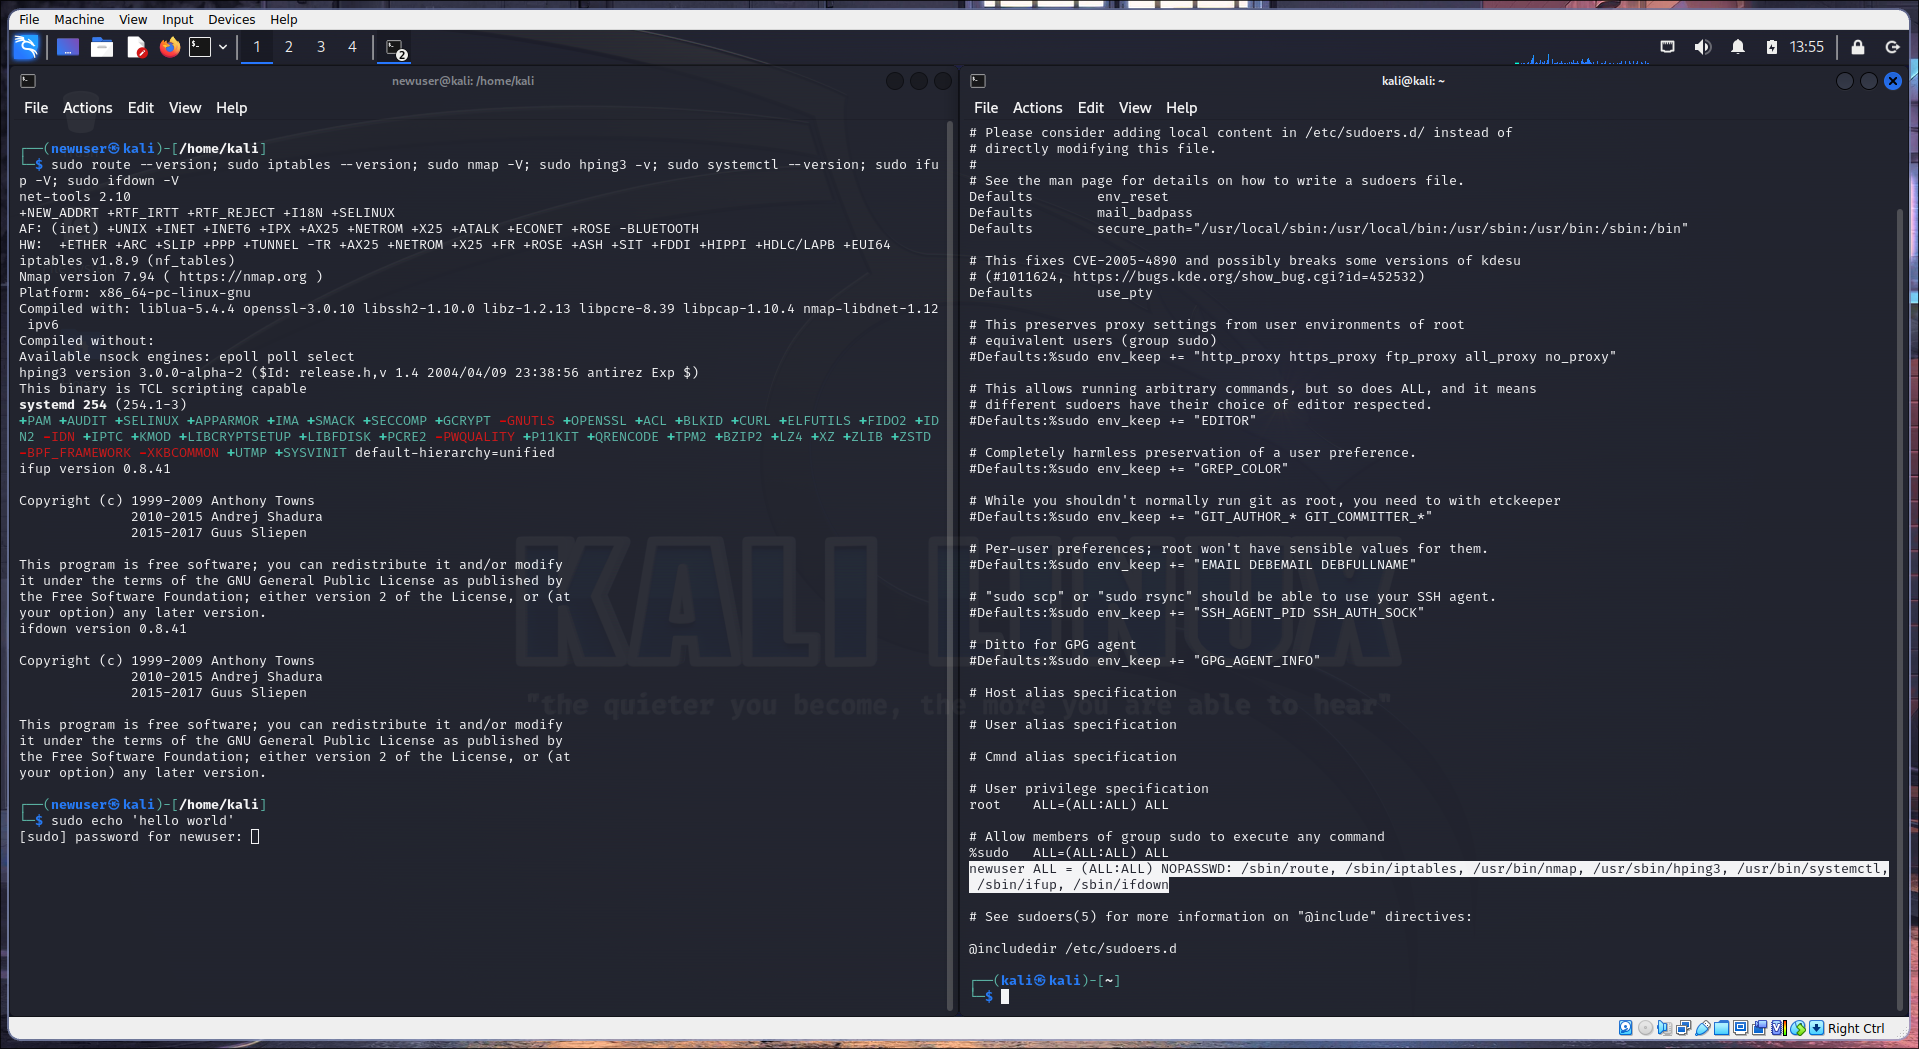 File Machine View Input Devices Help
1 2 3 4 2 13:55
newuser@kali: /home/kali
File Actions Edit View Help
┌──(newuser㉿kali)-[/home/kali]
└─$ sudo route --version; sudo iptables --version; sudo nmap -V; sudo hping3 -v; sudo systemctl --version; sudo ifu
p -V; sudo ifdown -V
net-tools 2.10
+NEW_ADDRT +RTF_IRTT +RTF_REJECT +I18N +SELINUX
AF: (inet) +UNIX +INET +INET6 +IPX +AX25 +NETROM +X25 +ATALK +ECONET +ROSE -BLUETOOTH
HW:  +ETHER +ARC +SLIP +PPP +TUNNEL -TR +AX25 +NETROM +X25 +FR +ROSE +ASH +SIT +FDDI +HIPPI +HDLC/LAPB +EUI64
iptables v1.8.9 (nf_tables)
Nmap version 7.94 ( https://nmap.org )
Platform: x86_64-pc-linux-gnu
Compiled with: liblua-5.4.4 openssl-3.0.10 libssh2-1.10.0 libz-1.2.13 libpcre-8.39 libpcap-1.10.4 nmap-libdnet-1.12
 ipv6
Compiled without:
Available nsock engines: epoll poll select
hping3 version 3.0.0-alpha-2 ($Id: release.h,v 1.4 2004/04/09 23:38:56 antirez Exp $)
This binary is TCL scripting capable
systemd 254 (254.1-3)
+PAM +AUDIT +SELINUX +APPARMOR +IMA +SMACK +SECCOMP +GCRYPT -GNUTLS +OPENSSL +ACL +BLKID +CURL +ELFUTILS +FIDO2 +ID
N2 -IDN +IPTC +KMOD +LIBCRYPTSETUP +LIBFDISK +PCRE2 -PWQUALITY +P11KIT +QRENCODE +TPM2 +BZIP2 +LZ4 +XZ +ZLIB +ZSTD
-BPF_FRAMEWORK -XKBCOMMON +UTMP +SYSVINIT default-hierarchy=unified
ifup version 0.8.41
Copyright (c) 1999-2009 Anthony Towns
2010-2015 Andrej Shadura
2015-2017 Guus Sliepen
This program is free software; you can redistribute it and/or modify
it under the terms of the GNU General Public License as published by
the Free Software Foundation; either version 2 of the License, or (at
your option) any later version.
ifdown version 0.8.41
Copyright (c) 1999-2009 Anthony Towns
2010-2015 Andrej Shadura
2015-2017 Guus Sliepen
This program is free software; you can redistribute it and/or modify
it under the terms of the GNU General Public License as published by
the Free Software Foundation; either version 2 of the License, or (at
your option) any later version.
┌──(newuser㉿kali)-[/home/kali]
└─$ sudo echo 'hello world'
[sudo] password for newuser:
kali@kali: ~
File Actions Edit View Help
# Please consider adding local content in /etc/sudoers.d/ instead of
# directly modifying this file.
#
# See the man page for details on how to write a sudoers file.
Defaults        env_reset
Defaults        mail_badpass
Defaults        secure_path="/usr/local/sbin:/usr/local/bin:/usr/sbin:/usr/bin:/sbin:/bin"
# This fixes CVE-2005-4890 and possibly breaks some versions of kdesu
# (#1011624, https://bugs.kde.org/show_bug.cgi?id=452532)
Defaults        use_pty
# This preserves proxy settings from user environments of root
# equivalent users (group sudo)
#Defaults:%sudo env_keep += "http_proxy https_proxy ftp_proxy all_proxy no_proxy"
# This allows running arbitrary commands, but so does ALL, and it means
# different sudoers have their choice of editor respected.
#Defaults:%sudo env_keep += "EDITOR"
# Completely harmless preservation of a user preference.
#Defaults:%sudo env_keep += "GREP_COLOR"
# While you shouldn't normally run git as root, you need to with etckeeper
#Defaults:%sudo env_keep += "GIT_AUTHOR_* GIT_COMMITTER_*"
# Per-user preferences; root won't have sensible values for them.
#Defaults:%sudo env_keep += "EMAIL DEBEMAIL DEBFULLNAME"
# "sudo scp" or "sudo rsync" should be able to use your SSH agent.
#Defaults:%sudo env_keep += "SSH_AGENT_PID SSH_AUTH_SOCK"
# Ditto for GPG agent
#Defaults:%sudo env_keep += "GPG_AGENT_INFO"
# Host alias specification
# User alias specification
# Cmnd alias specification
# User privilege specification
root    ALL=(ALL:ALL) ALL
# Allow members of group sudo to execute any command
%sudo   ALL=(ALL:ALL) ALL
newuser ALL = (ALL:ALL) NOPASSWD: /sbin/route, /sbin/iptables, /usr/bin/nmap, /usr/sbin/hping3, /usr/bin/systemctl,
 /sbin/ifup, /sbin/ifdown
# See sudoers(5) for more information on "@include" directives:
@includedir /etc/sudoers.d
┌──(kali㉿kali)-[~]
└─$
KALI LINUX
"the quieter you become, the more you are able to hear"
Right Ctrl